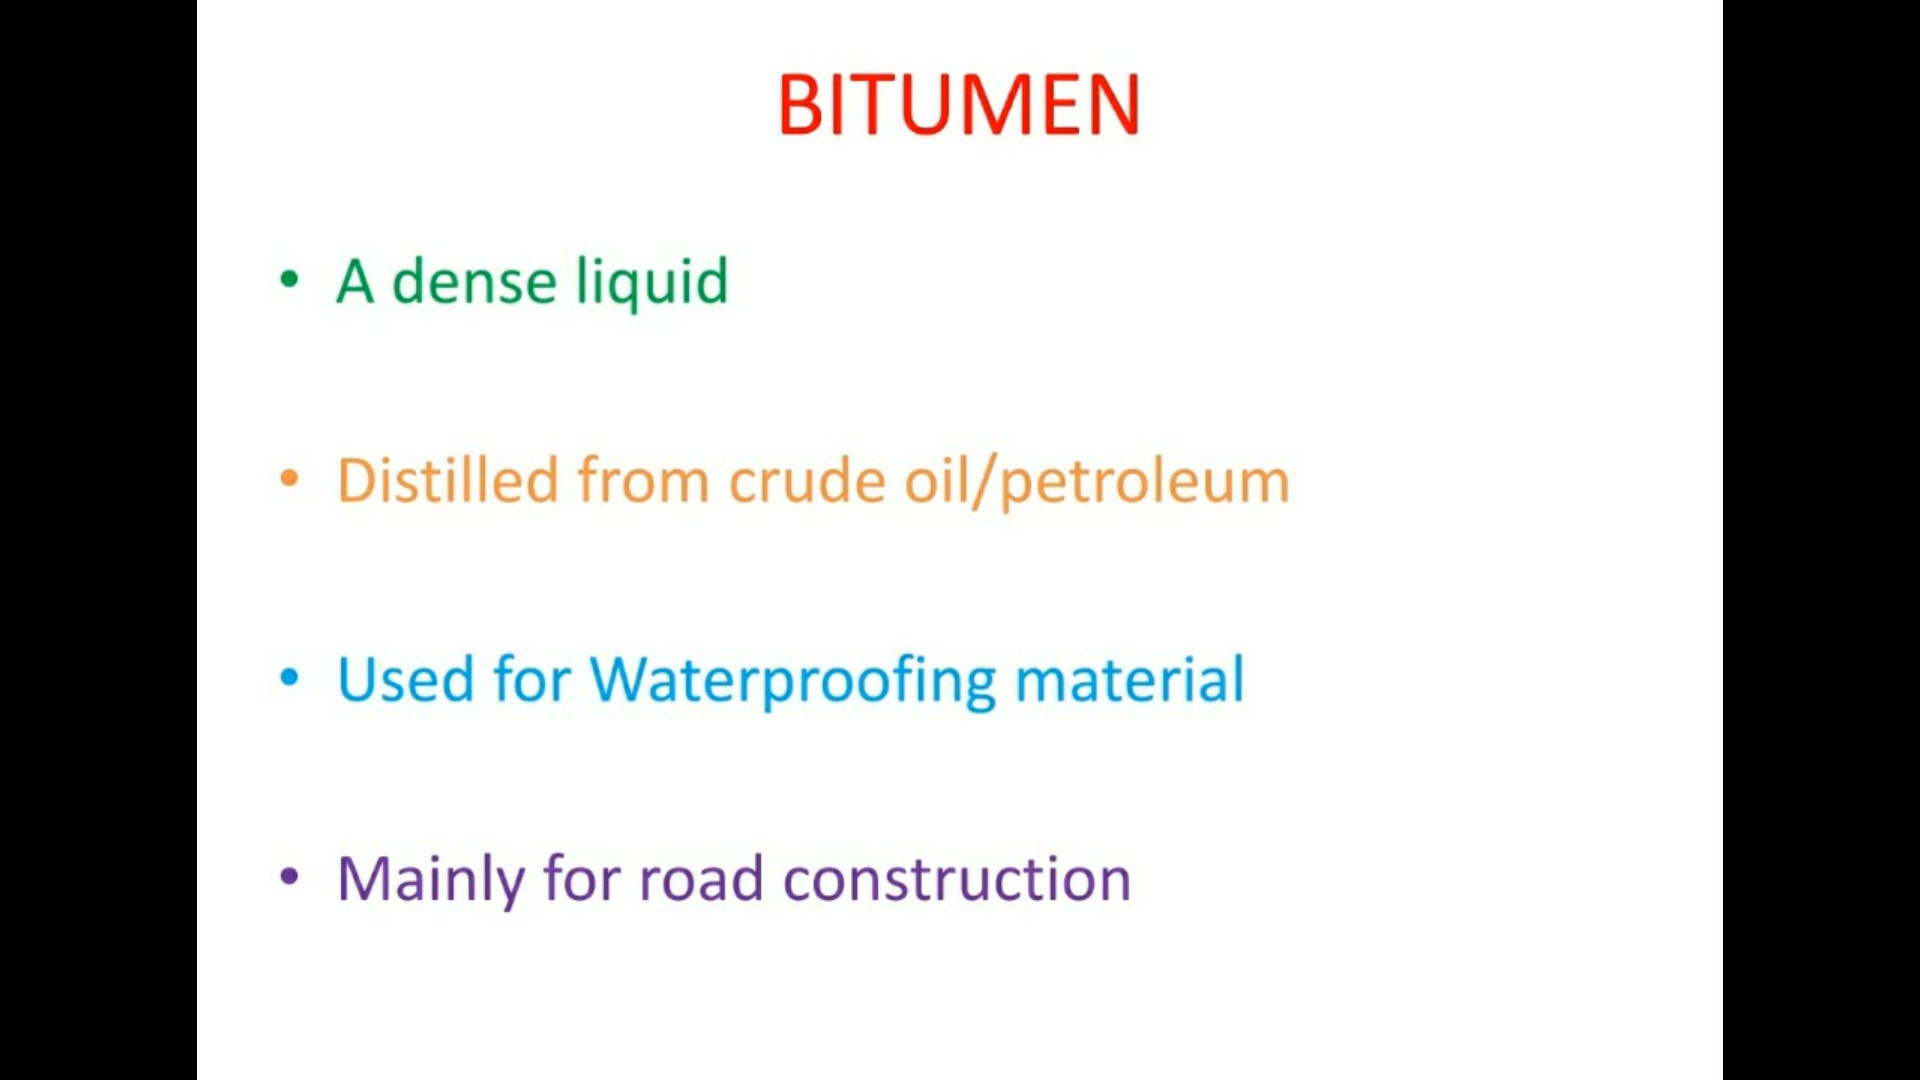 BITUMEN
• A dense liquid
• Distilled from crude oil/petroleum
• Used for Waterproofing material
• Mainly for road construction